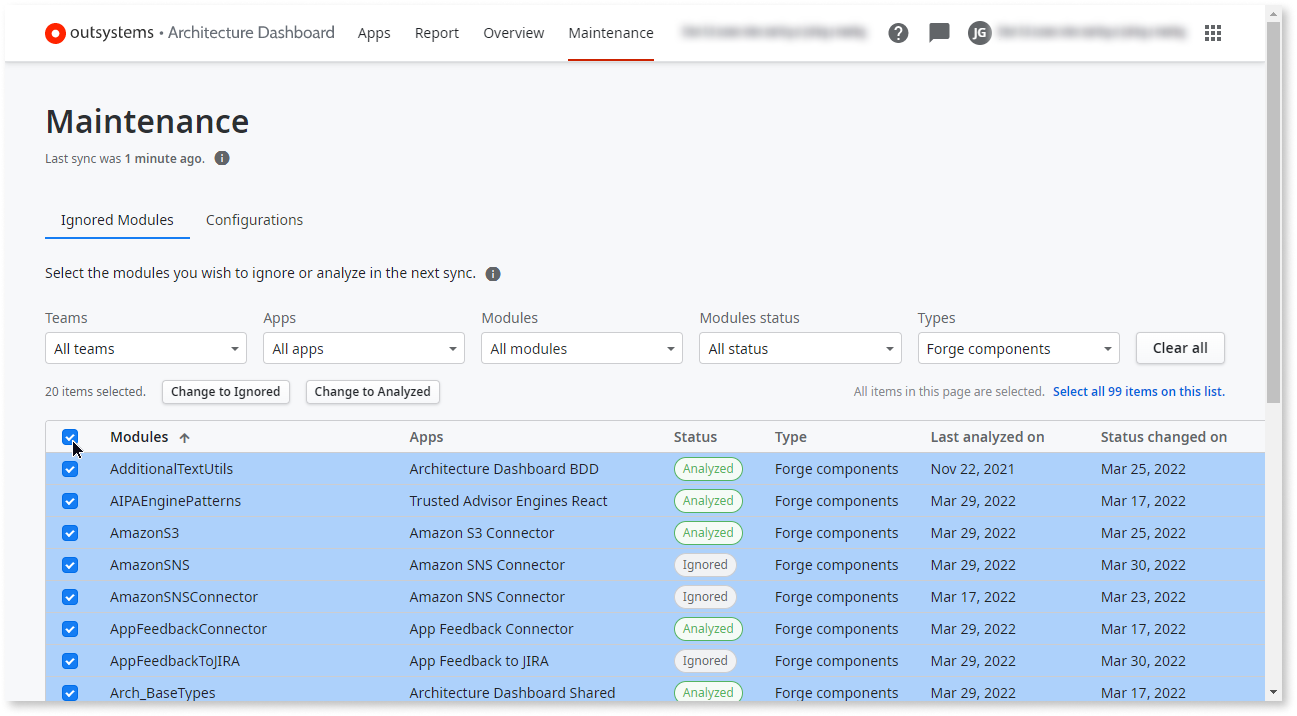 outsystems • Architecture Dashboard Apps Report Overview Maintenance ? JG
Maintenance
Last sync was 1 minute ago. i
Ignored Modules Configurations
Select the modules you wish to ignore or analyze in the next sync. i
Teams Apps Modules Modules status Types
All teams All apps All modules All status Forge components Clear all
20 items selected. Change to Ignored Change to Analyzed All items in this page are selected. Select all 99 items on this list.
Modules Apps Status Type Last analyzed on Status changed on
AdditionalTextUtils Architecture Dashboard BDD Analyzed Forge components Nov 22, 2021 Mar 25, 2022
AIPAEnginePatterns Trusted Advisor Engines React Analyzed Forge components Mar 29, 2022 Mar 17, 2022
AmazonS3 Amazon S3 Connector Analyzed Forge components Mar 29, 2022 Mar 25, 2022
AmazonSNS Amazon SNS Connector Ignored Forge components Mar 29, 2022 Mar 30, 2022
AmazonSNSConnector Amazon SNS Connector Ignored Forge components Mar 17, 2022 Mar 23, 2022
AppFeedbackConnector App Feedback Connector Analyzed Forge components Mar 29, 2022 Mar 17, 2022
AppFeedbackToJIRA App Feedback to JIRA Ignored Forge components Mar 29, 2022 Mar 30, 2022
Arch_BaseTypes Architecture Dashboard Shared Analyzed Forge components Mar 29, 2022 Mar 17, 2022